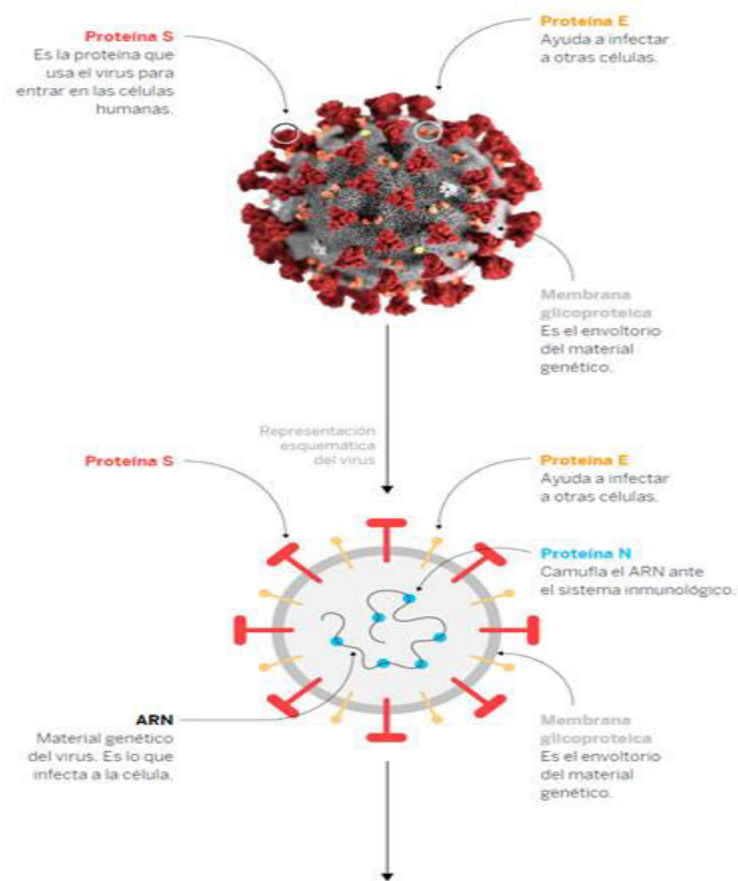 Proteína S
Es la proteína que
usa el virus para
entrar en las células
humanas.
Proteína E
Ayuda a infectar
a otras células.
Membrana
glicoproteica
Es el envoltorio
del material
genético.
Representación
esquemática
del virus
Proteína S
Proteína E
Ayuda a infectar
a otras células.
Proteína N
Camufla el ARN ante
el sistema inmunológico.
ARN
Material genético
del virus. Es lo que
infecta a la célula.
Membrana
glicoproteica
Es el envoltorio
del material
genético.